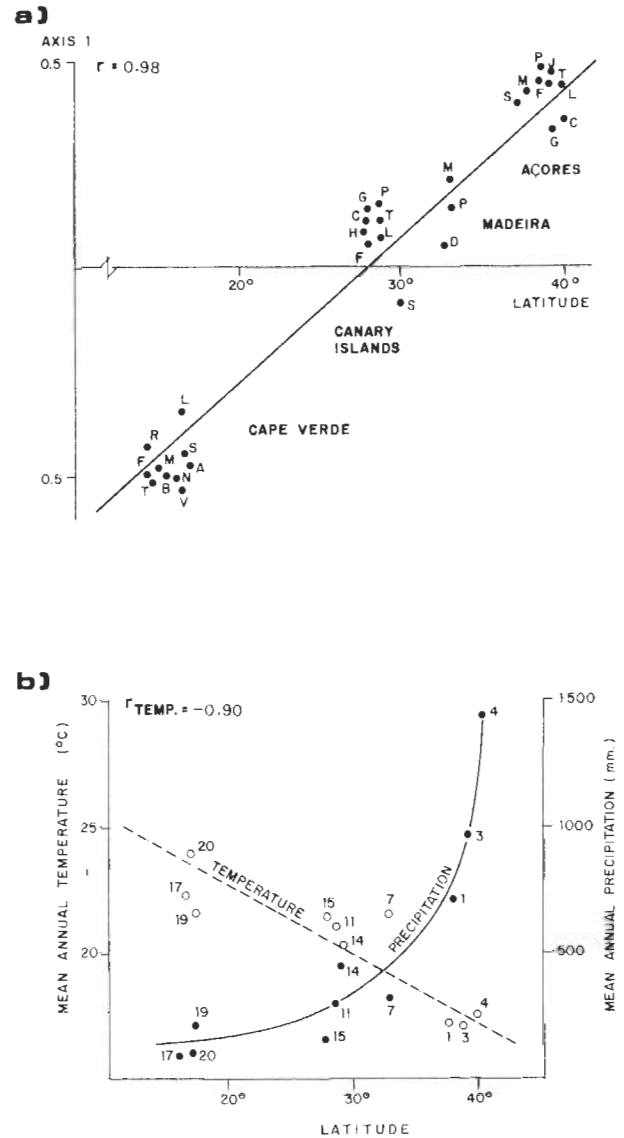 a)
AXIS 1
0.5
r = 0.98
P J
M F T
S L
C
G
AÇORES
M
P
MADEIRA
D
G P
C T
H L
F
20° 30° 40°
LATITUDE
S
CANARY
ISLANDS
L
CAPE VERDE
R
S
F M A
T B N
V
0.5
b)
r TEMP. = -0.90
30
25
20
MEAN ANNUAL TEMPERATURE (°C)
1500
1000
500
MEAN ANNUAL PRECIPITATION (mm.)
4
3
1
20
TEMPERATURE
17
19
15
11
14
7
PRECIPITATION
14
11
7
15
4
1 3
19
17 20
20° 30° 40°
LATITUDE